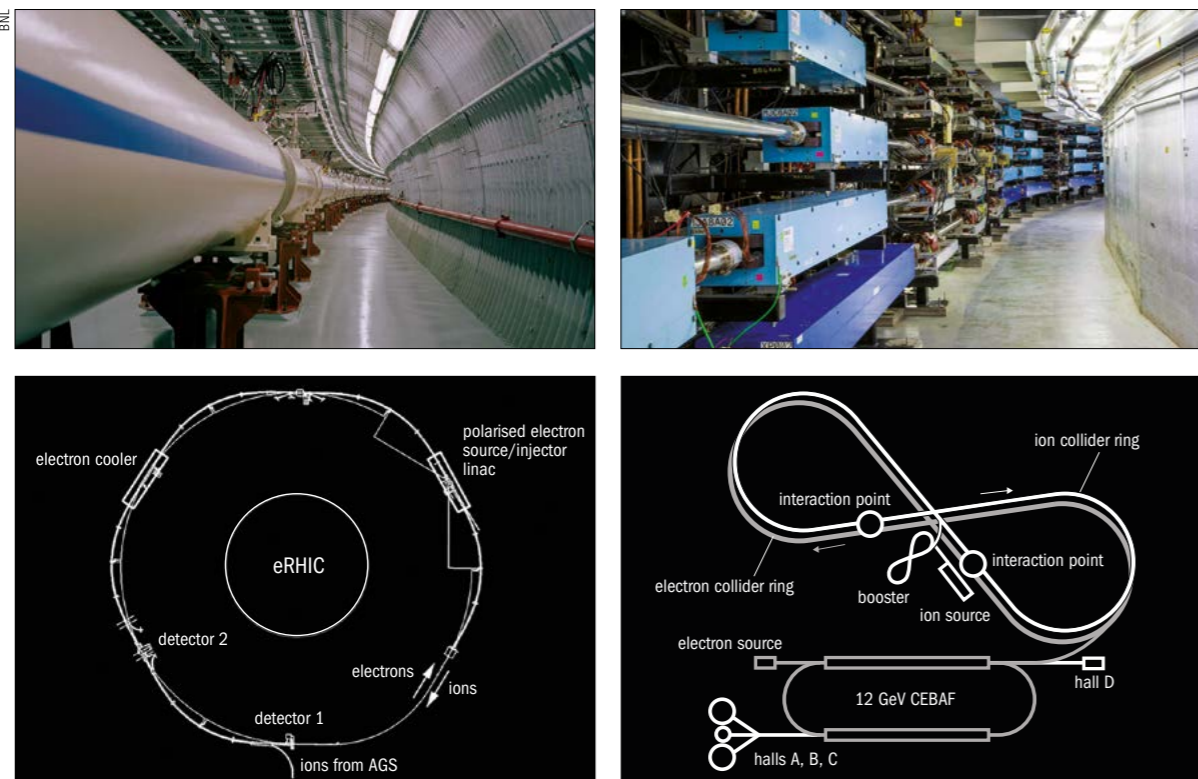 BNL
MJC8A02
XP8B02
electron cooler
polarised electron
source/injector
linac
eRHIC
detector 2
electrons
ions
detector 1
ions from AGS
ion collider ring
interaction point
interaction point
electron collider ring
booster
ion source
electron source
hall D
12 GeV CEBAF
halls A, B, C